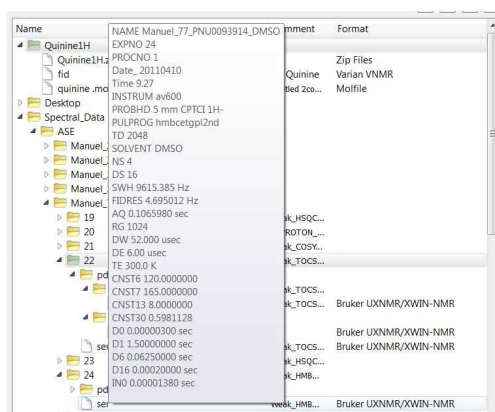 Name mment Format
Quinine1H
Quinine1H.z Zip Files
fid Quinine Varian VNMR
quinine .mo tled 2co... Molfile
Desktop
Spectral_Data
ASE
Manuel_
Manuel_
Manuel_
Manuel_
Manuel_
19 ak_HSQC...
20 PROTON_...
21 ak_COSY...
22 ak_TOCS...
pd
ak_TOCS...
ak_TOCS... Bruker UXNMR/XWIN-NMR
Bruker UXNMR/XWIN-NMR
ser ak_TOCS... Bruker UXNMR/XWIN-NMR
23 ak_HSQC...
24 ak_HMB...
pd
ser Weak_HMB... Bruker UXNMR/XWIN-NMR
NAME Manuel_77_PNU0093914_DMSO
EXPNO 24
PROCNO 1
Date_ 20110410
Time 9.27
INSTRUM av600
PROBHD 5 mm CPTCI 1H-
PULPROG hmbcetgpl2nd
TD 2048
SOLVENT DMSO
NS 4
DS 16
SWH 9615.385 Hz
FIDRES 4.695012 Hz
AQ 0.1065980 sec
RG 1024
DW 52.000 usec
DE 6.00 usec
TE 300.0 K
CNST6 120.0000000
CNST7 165.0000000
CNST13 8.0000000
CNST30 0.5981128
D0 0.00000300 sec
D1 1.50000000 sec
D6 0.06250000 sec
D16 0.00020000 sec
IN0 0.00001380 sec